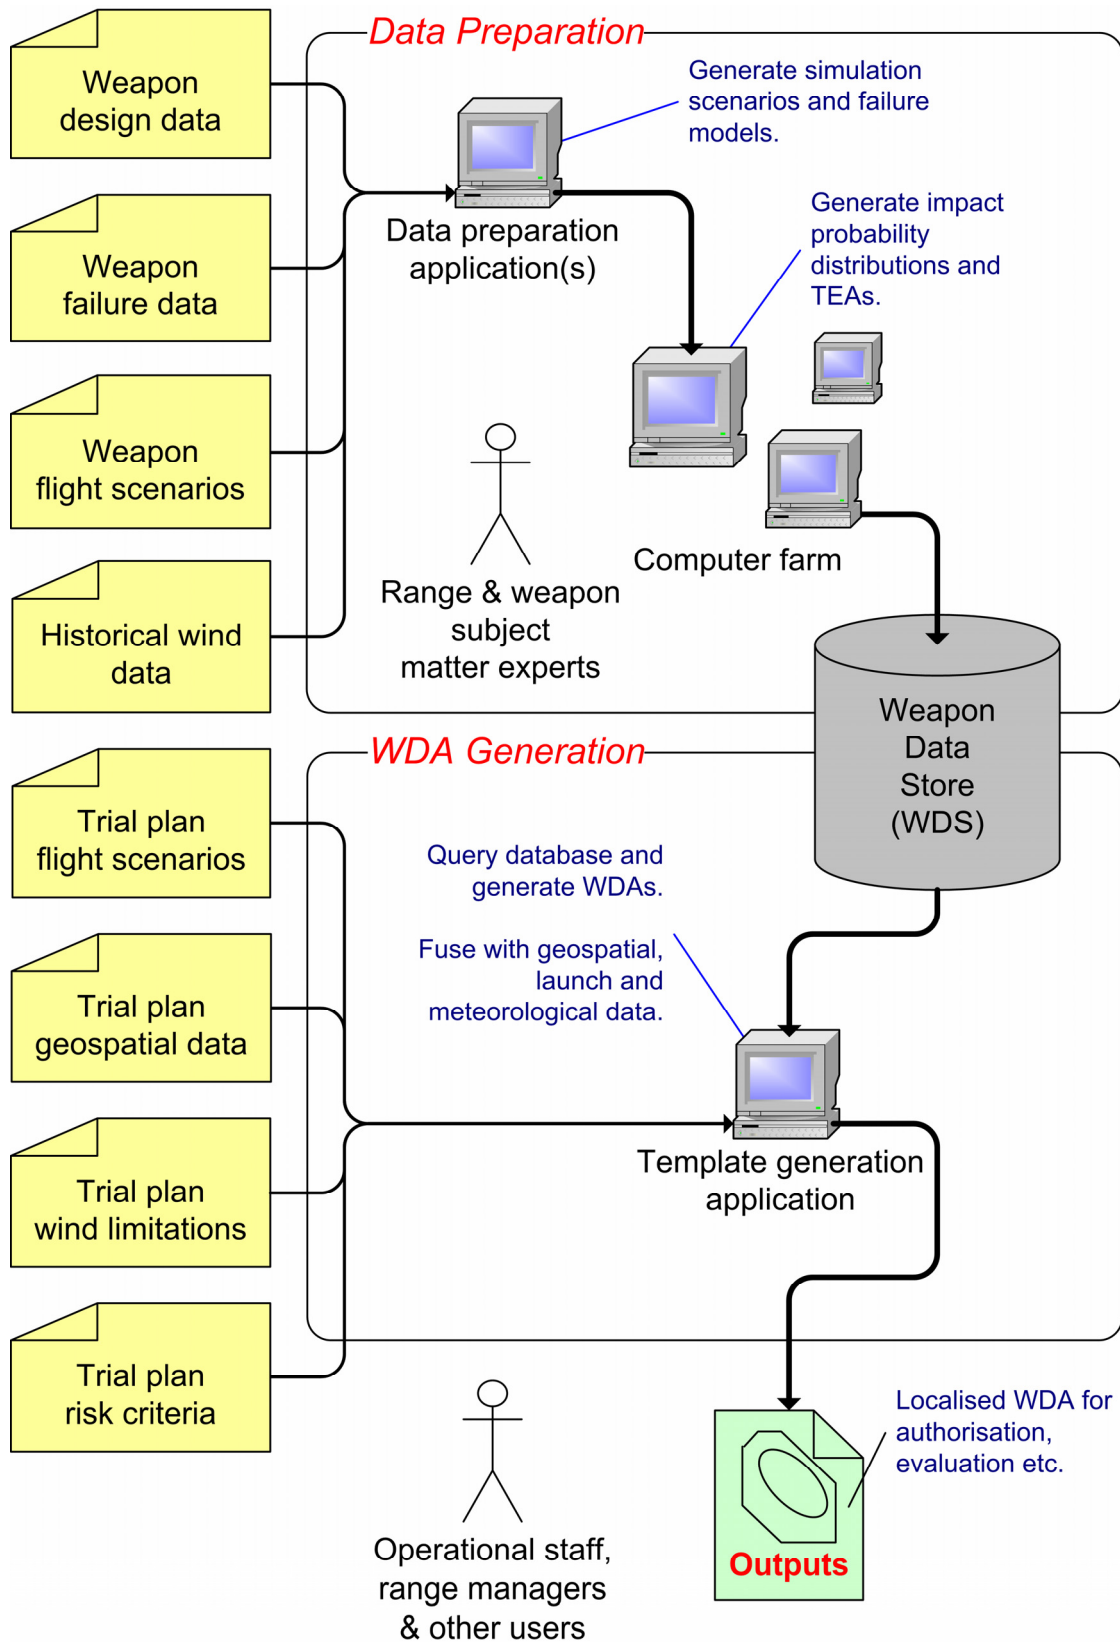 Data Preparation
Weapon
design data
Generate simulation
scenarios and failure
models.
Data preparation
application(s)
Weapon
failure data
Generate impact
probability
distributions and
TEAs.
Weapon
flight scenarios
Computer farm
Range & weapon
subject
matter experts
Historical wind
data
Weapon
Data
Store
(WDS)
WDA Generation
Trial plan
flight scenarios
Query database and
generate WDAs.
Fuse with geospatial,
launch and
meteorological data.
Trial plan
geospatial data
Template generation
application
Trial plan
wind limitations
Trial plan
risk criteria
Localised WDA for
authorisation,
evaluation etc.
Outputs
Operational staff,
range managers
& other users